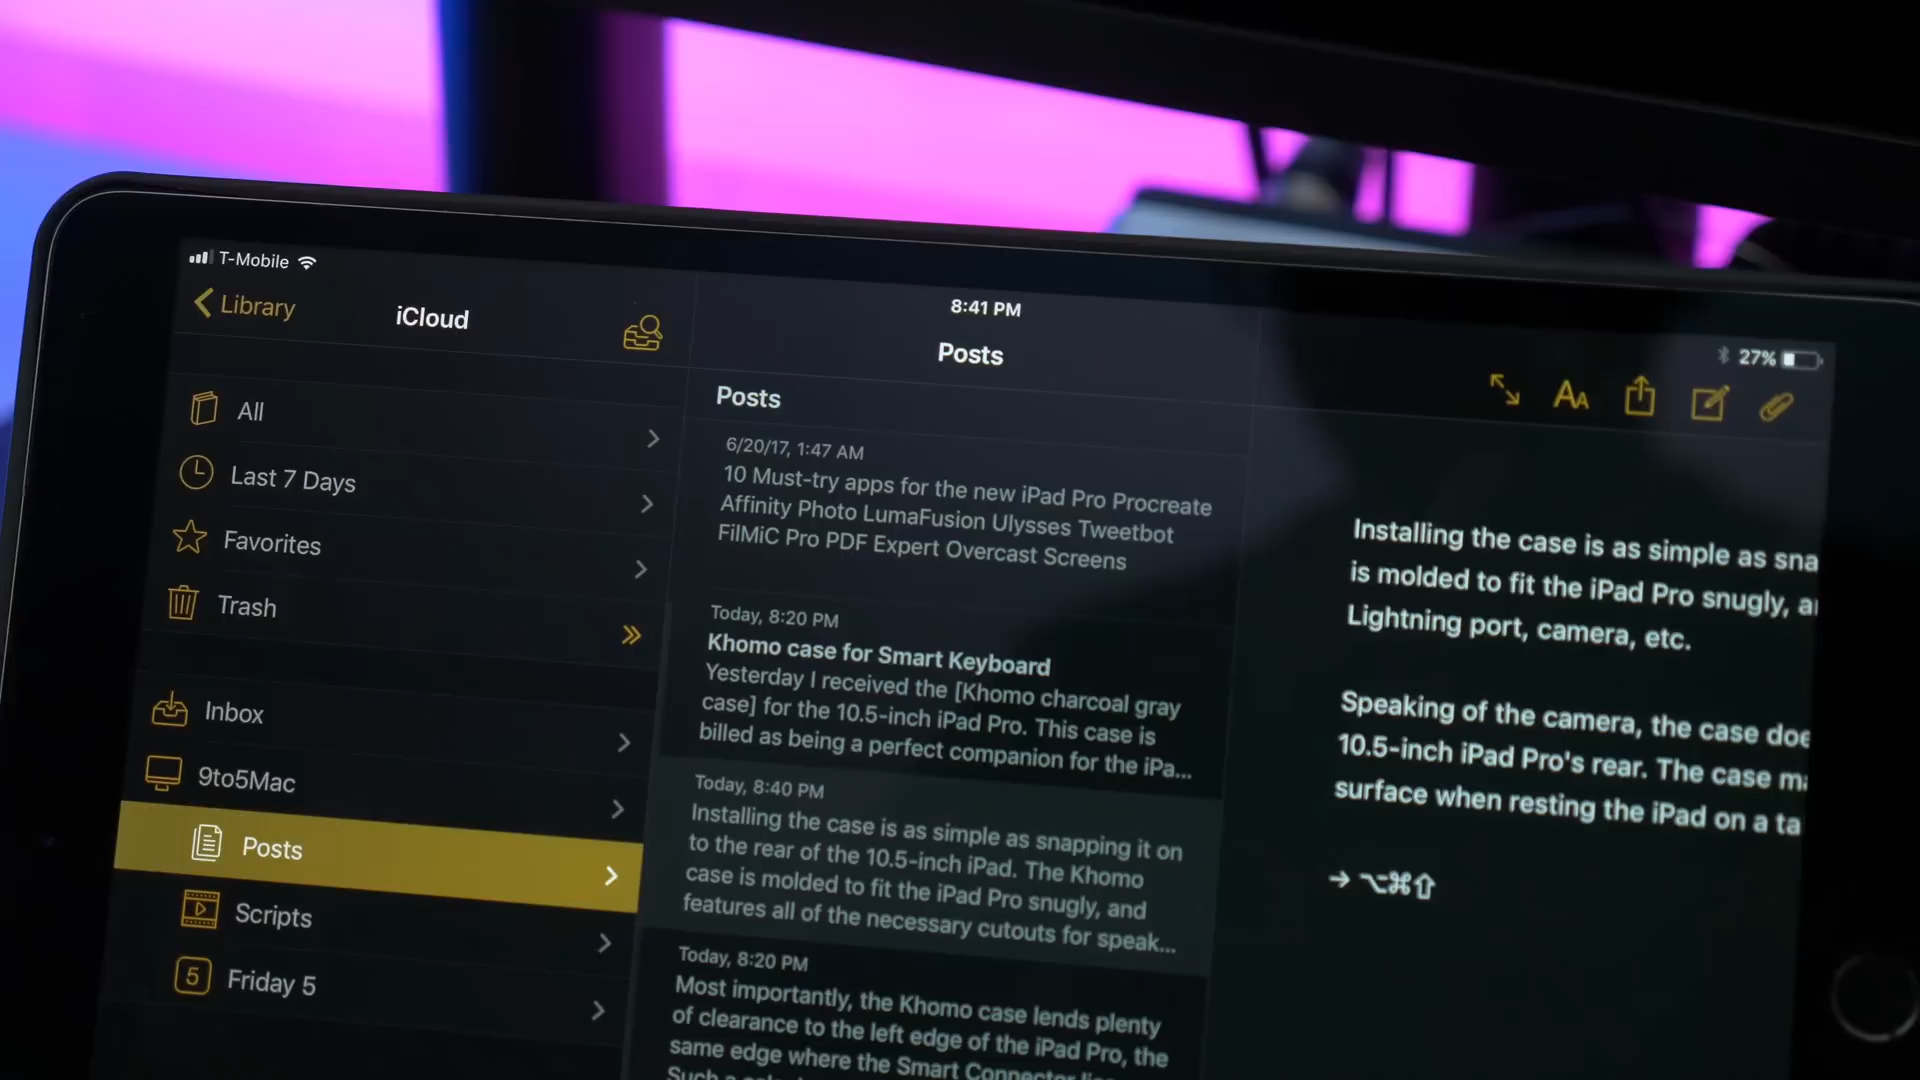 T-Mobile
8:41 PM
27%
Library
iCloud
All
Last 7 Days
Favorites
Trash
Inbox
9to5Mac
Posts
Scripts
5 Friday 5
Posts
Posts
6/20/17, 1:47 AM
10 Must-try apps for the new iPad Pro Procreate
Affinity Photo LumaFusion Ulysses Tweetbot
FilMiC Pro PDF Expert Overcast Screens
Today, 8:20 PM
Khomo case for Smart Keyboard
Yesterday I received the [Khomo charcoal gray
case] for the 10.5-inch iPad Pro. This case is
billed as being a perfect companion for the iPa...
Today, 8:40 PM
Installing the case is as simple as snapping it on
to the rear of the 10.5-inch iPad. The Khomo
case is molded to fit the iPad Pro snugly, and
features all of the necessary cutouts for speak...
Today, 8:20 PM
Most importantly, the Khomo case lends plenty
of clearance to the left edge of the iPad Pro, the
same edge where the Smart Connector
Such a
AA
Installing the case is as simple as sna
is molded to fit the iPad Pro snugly, a
Lightning port, camera, etc.
Speaking of the camera, the case doe
10.5-inch iPad Pro's rear. The case ma
surface when resting the iPad on a ta
→ ⌥⌘⇧